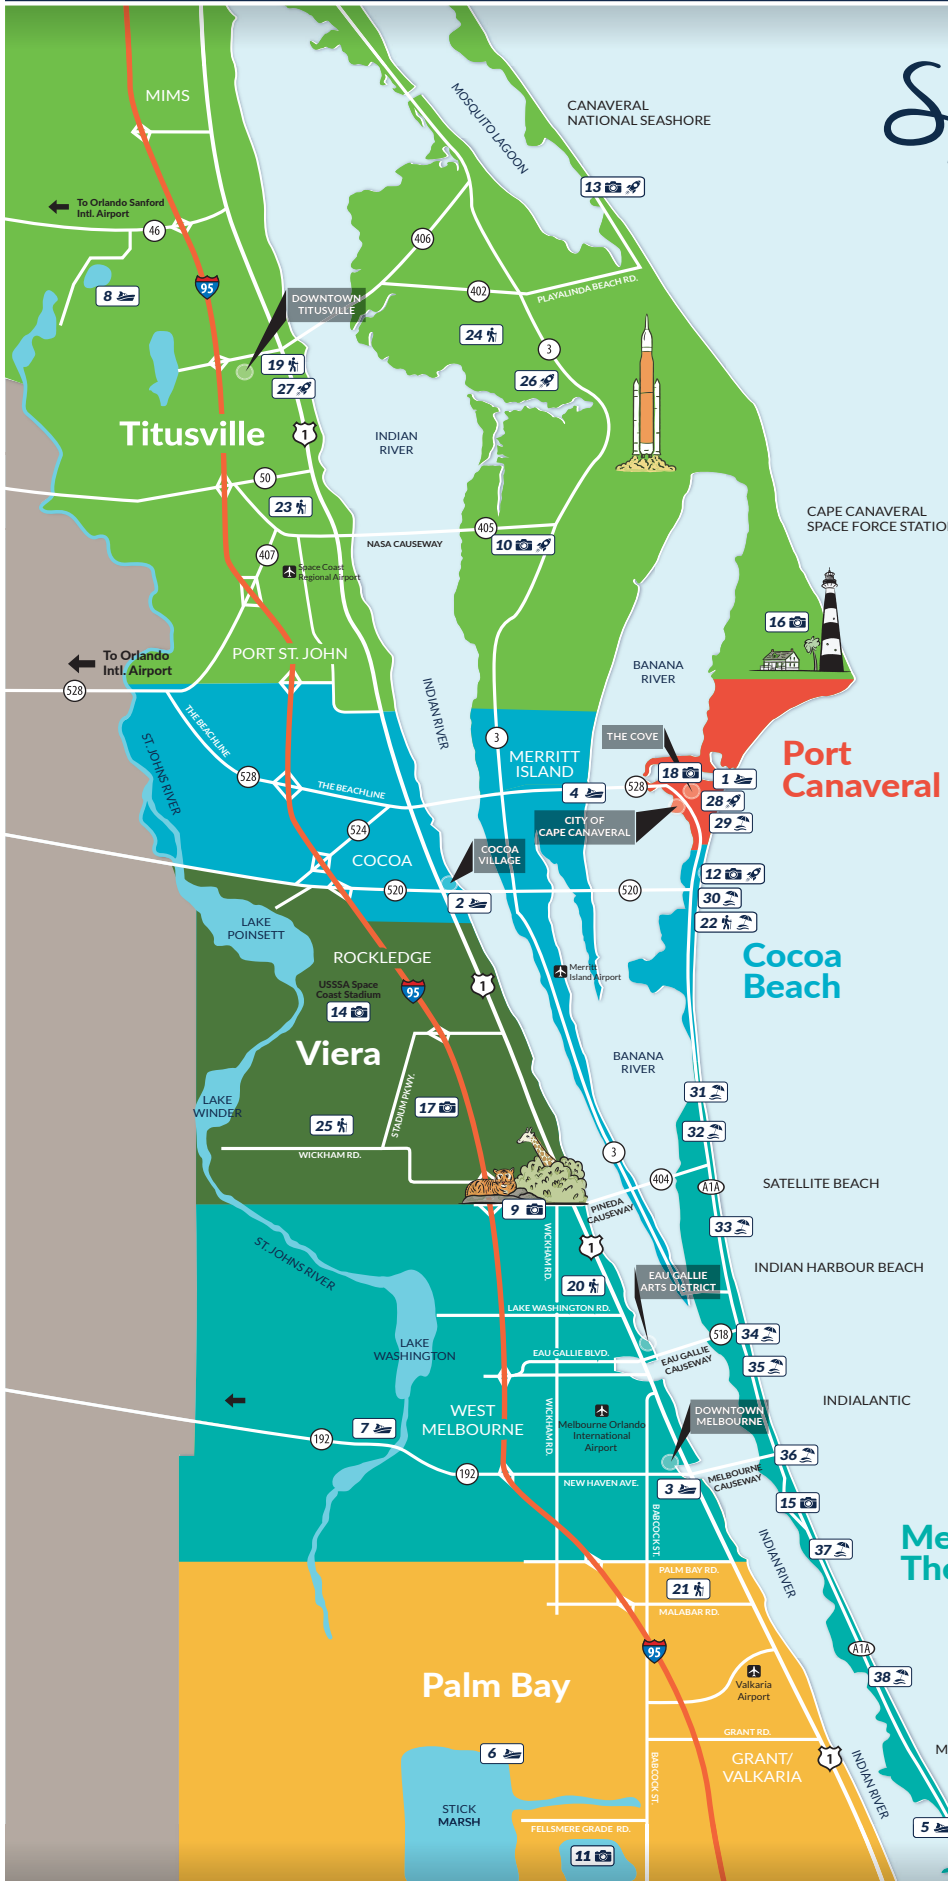 MIMS
MOSQUITO LAGOON
CANAVERAL
NATIONAL SEASHORE
13
To Orlando Sanford
Intl. Airport
46
406
95
8
402
PLAYALINDA BEACH RD.
DOWNTOWN
TITUSVILLE
24
3
19
26
27
Titusville
1
INDIAN
RIVER
50
23
405
CAPE CANAVERAL
NASA CAUSEWAY
10
SPACE FORCE
407
Space Coast
Regional Airport
16
PORT ST. JOHN
To Orlando
Intl. Airport
528
BANANA
RIVER
INDIAN RIVER
THE BEACHLINE
ST. JOHNS RIVER
3
THE COVE
MERRITT
ISLAND
Port
Canaveral
18
1
528
THE BEACHLINE
4
528
28
29
CITY OF
CAPE CANAVERAL
524
COCOA
COCOA
VILLAGE
12
520
520
30
2
22
LAKE
POINSETT
Cocoa
Beach
ROCKLEDGE
Merritt
Island Airport
USSSA Space
Coast Stadium
95
1
14
Viera
BANANA
RIVER
31
LAKE
WINDER
17
STADIUM PKWY.
25
32
WICKHAM RD.
3
404
A1A
SATELLITE BEACH
9
PINEDA
CAUSEWAY
33
WICKHAM RD.
1
ST. JOHNS RIVER
INDIAN HARBOUR BEACH
20
EAU GALLIE
ARTS DISTRICT
LAKE WASHINGTON RD.
518
34
LAKE
WASHINGTON
EAU GALLIE BLVD.
EAU GALLIE
CAUSEWAY
35
INDIALANTIC
WEST
MELBOURNE
WICKHAM RD.
Melbourne Orlando
International
Airport
DOWNTOWN
MELBOURNE
7
192
36
192
NEW HAVEN AVE.
MELBOURNE
CAUSEWAY
3
15
BABCOCK ST.
INDIAN RIVER
37
PALM BAY RD.
21
MALABAR RD.
95
A1A
38
Palm Bay
Valkaria
Airport
GRANT RD.
6
BABCOCK ST.
GRANT/
VALKARIA
1
INDIAN RIVER
STICK
MARSH
FELLSMERE GRADE RD.
5
11